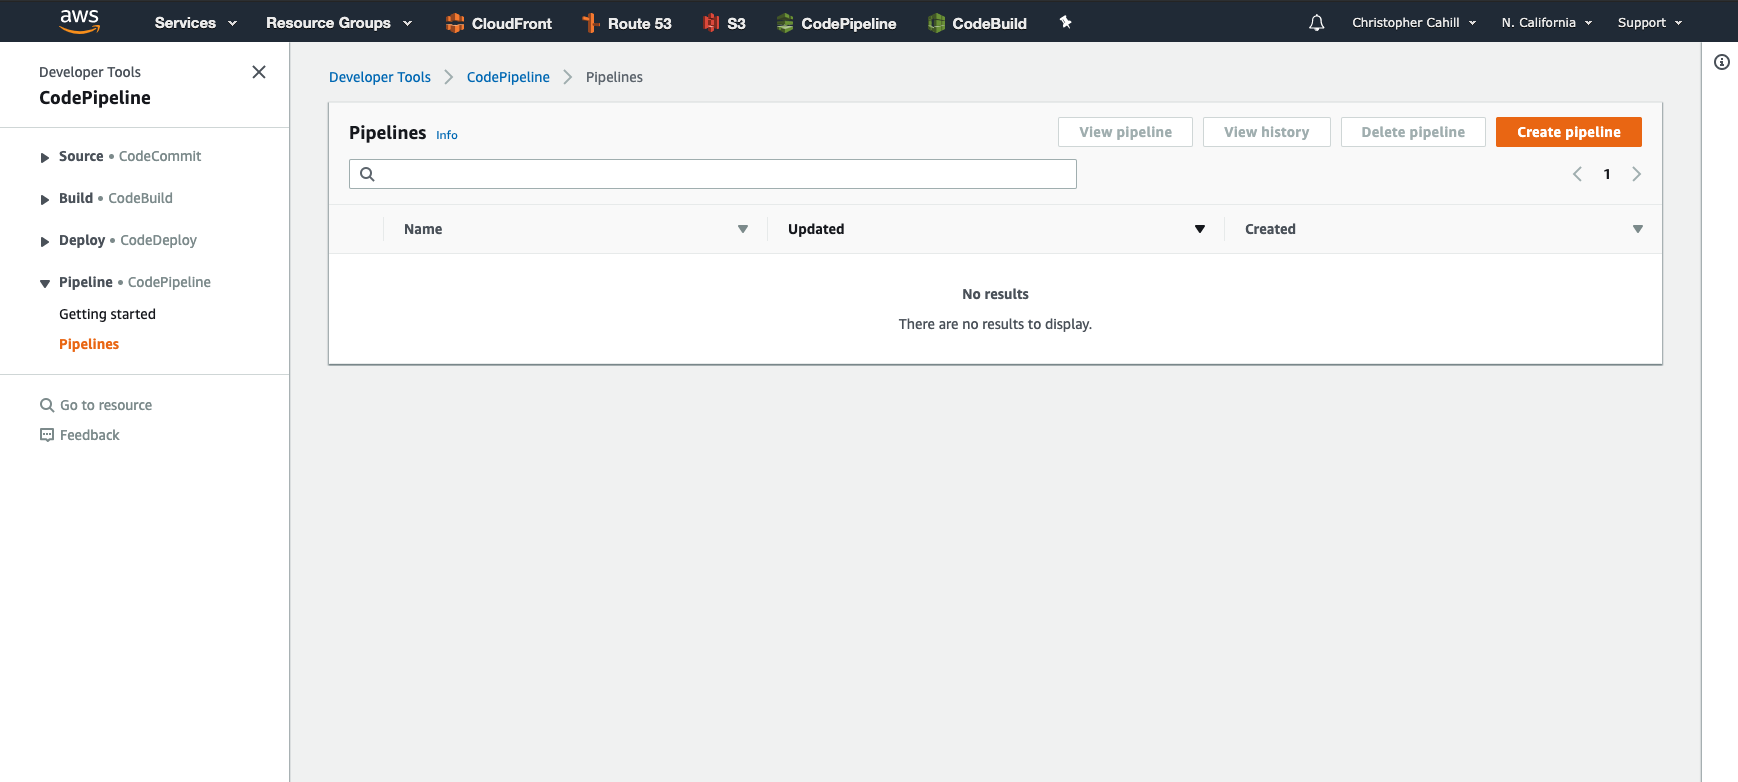 aws Services Resource Groups CloudFront Route 53 S3 CodePipeline CodeBuild Christopher Cahill N. California Support
Developer Tools
CodePipeline
Source • CodeCommit
Build • CodeBuild
Deploy • CodeDeploy
Pipeline • CodePipeline
Getting started
Pipelines
Go to resource
Feedback
Developer Tools CodePipeline Pipelines
Pipelines Info View pipeline View history Delete pipeline Create pipeline
1
Name Updated Created
No results
There are no results to display.